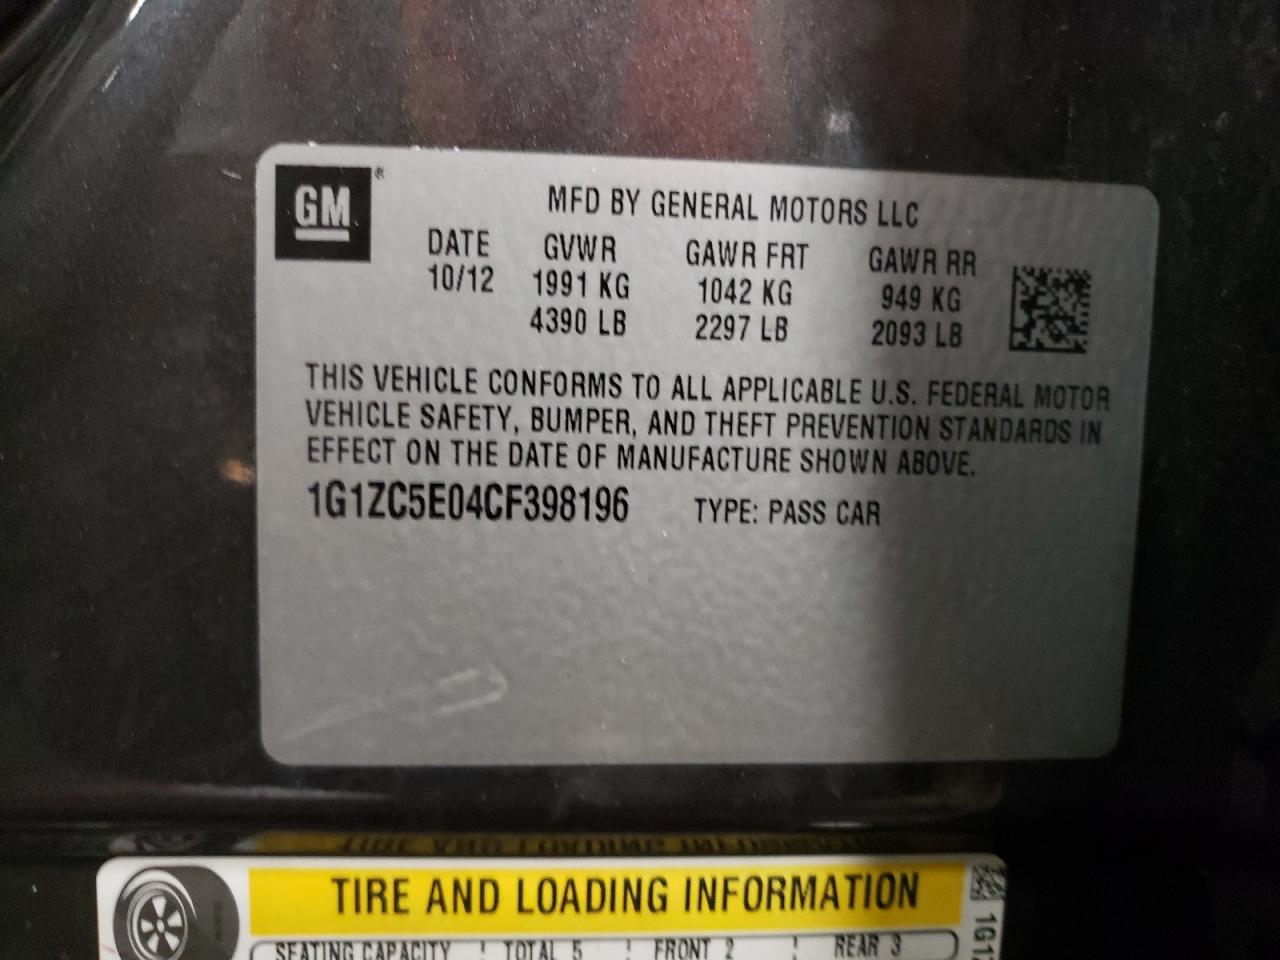 GM
®
MFD BY GENERAL MOTORS LLC
DATE GVWR GAWR FRT GAWR RR
10/12 1991 KG 1042 KG 949 KG
4390 LB 2297 LB 2093 LB
THIS VEHICLE CONFORMS TO ALL APPLICABLE U.S. FEDERAL MOTOR
VEHICLE SAFETY, BUMPER, AND THEFT PREVENTION STANDARDS IN
EFFECT ON THE DATE OF MANUFACTURE SHOWN ABOVE.
1G1ZC5E04CF398196 TYPE: PASS CAR
TIRE AND LOADING INFORMATION
SEATING CAPACITY TOTAL 5 FRONT 2 REAR 3